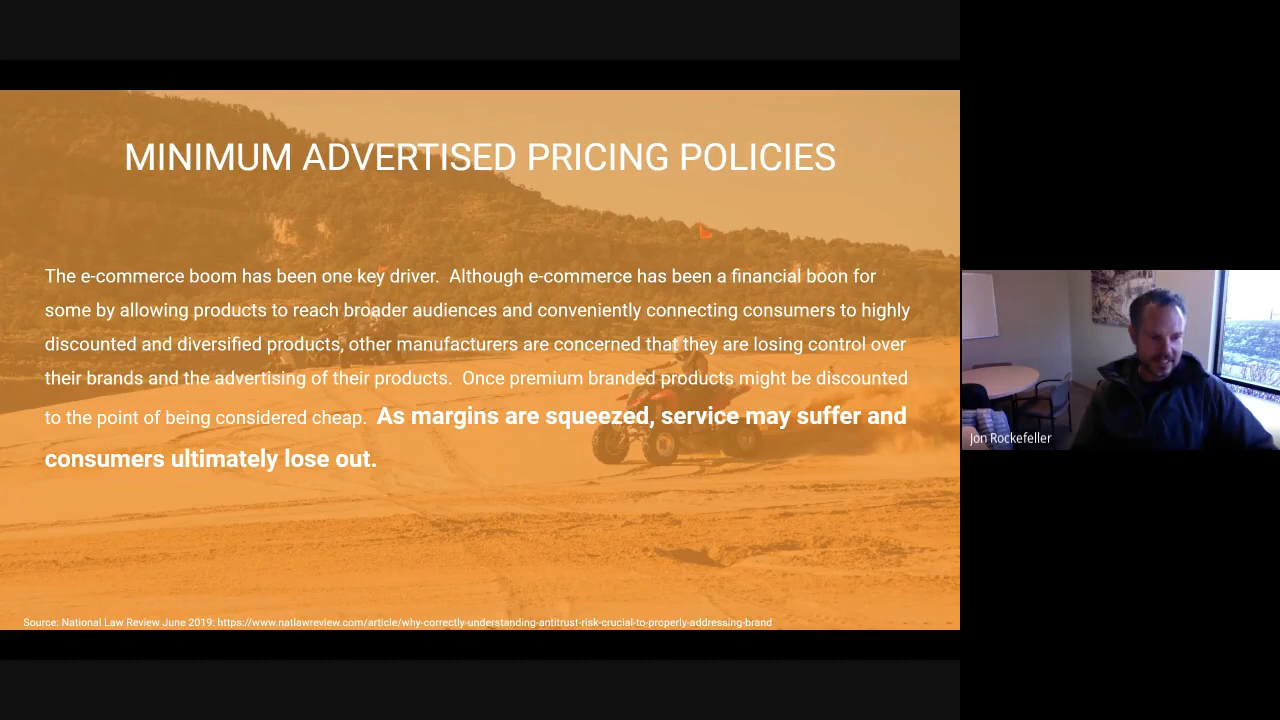 MINIMUM ADVERTISED PRICING POLICIES
The e-commerce boom has been one key driver.  Although e-commerce has been a financial boon for
some by allowing products to reach broader audiences and conveniently connecting consumers to highly
discounted and diversified products, other manufacturers are concerned that they are losing control over
their brands and the advertising of their products.  Once premium branded products might be discounted
to the point of being considered cheap.  As margins are squeezed, service may suffer and
consumers ultimately lose out.
Source: National Law Review June 2019: https://www.natlawreview.com/article/why-correctly-understanding-antitrust-risk-crucial-to-properly-addressing-brand
Jon Rockefeller